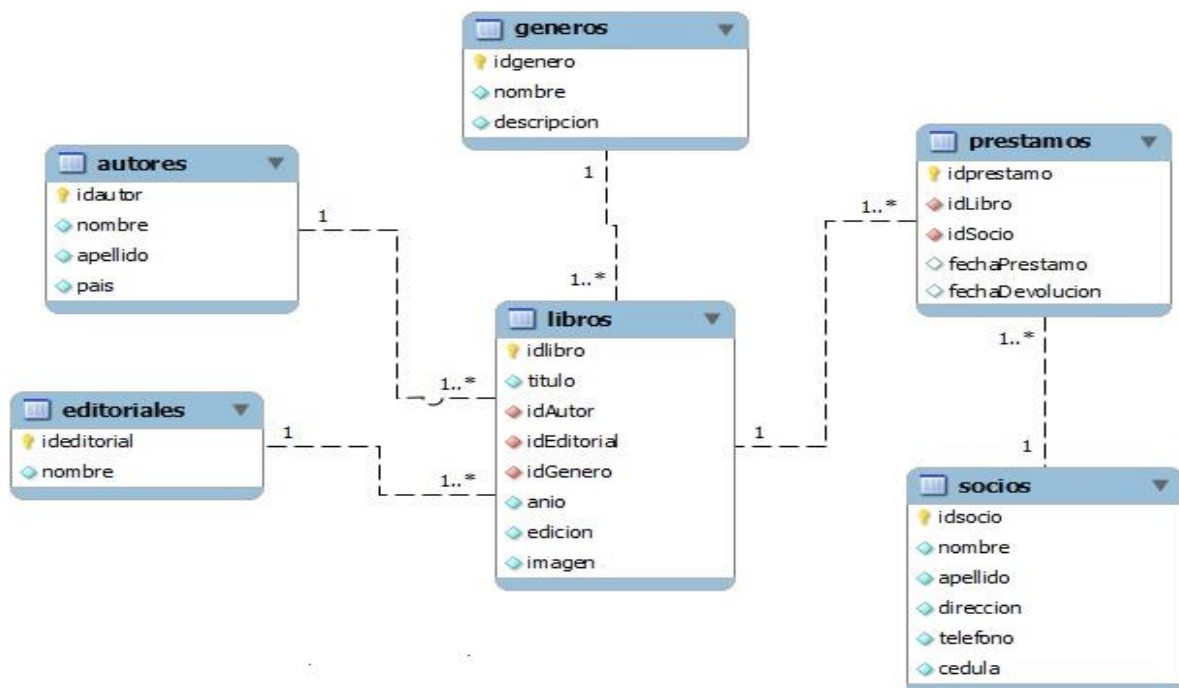 generos
idgenero
nombre
descripcion
1
1..*
autores
idautor
nombre
apellido
pais
1
1..*
editoriales
ideditorial
nombre
1
1..*
libros
idlibro
titulo
idAutor
idEditorial
idGenero
anio
edicion
imagen
1
1..*
prestamos
idprestamo
idLibro
idSocio
fechaPrestamo
fechaDevolución
1..*
1
socios
idsocio
nombre
apellido
direccion
telefono
cedula